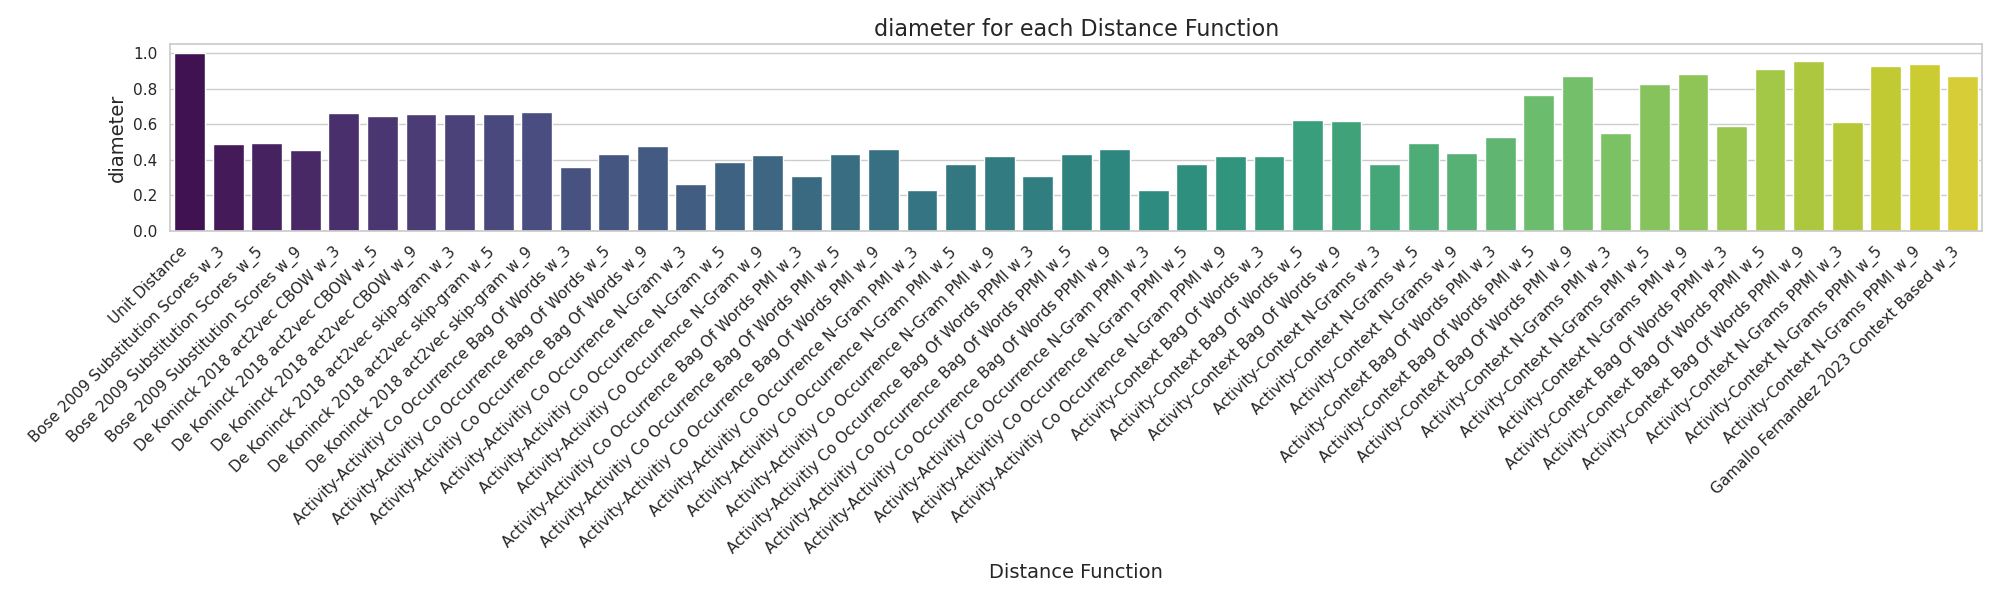 diameter for each Distance Function
diameter
1.0
0.8
0.6
0.4
0.2
0.0
Unit Distance
Bose 2009 Substitution Scores w_3
Bose 2009 Substitution Scores w_5
Bose 2009 Substitution Scores w_9
De Koninck 2018 act2vec CBOW w_3
De Koninck 2018 act2vec CBOW w_5
De Koninck 2018 act2vec CBOW w_9
De Koninck 2018 act2vec skip-gram w_3
De Koninck 2018 act2vec skip-gram w_5
De Koninck 2018 act2vec skip-gram w_9
Activity-Activitiy Co Occurrence Bag Of Words w_3
Activity-Activitiy Co Occurrence Bag Of Words w_5
Activity-Activitiy Co Occurrence Bag Of Words w_9
Activity-Activitiy Co Occurrence N-Gram w_3
Activity-Activitiy Co Occurrence N-Gram w_5
Activity-Activitiy Co Occurrence N-Gram w_9
Activity-Activitiy Co Occurrence Bag Of Words PMI w_3
Activity-Activitiy Co Occurrence Bag Of Words PMI w_5
Activity-Activitiy Co Occurrence Bag Of Words PMI w_9
Activity-Activitiy Co Occurrence N-Gram PMI w_3
Activity-Activitiy Co Occurrence N-Gram PMI w_5
Activity-Activitiy Co Occurrence N-Gram PMI w_9
Activity-Activitiy Co Occurrence Bag Of Words PPMI w_3
Activity-Activitiy Co Occurrence Bag Of Words PPMI w_5
Activity-Activitiy Co Occurrence Bag Of Words PPMI w_9
Activity-Activitiy Co Occurrence N-Gram PPMI w_3
Activity-Activitiy Co Occurrence N-Gram PPMI w_5
Activity-Activitiy Co Occurrence N-Gram PPMI w_9
Activity-Context Bag Of Words w_3
Activity-Context Bag Of Words w_5
Activity-Context Bag Of Words w_9
Activity-Context N-Grams w_3
Activity-Context N-Grams w_5
Activity-Context N-Grams w_9
Activity-Context Bag Of Words PMI w_3
Activity-Context Bag Of Words PMI w_5
Activity-Context Bag Of Words PMI w_9
Activity-Context N-Grams PMI w_3
Activity-Context N-Grams PMI w_5
Activity-Context N-Grams PMI w_9
Activity-Context Bag Of Words PPMI w_3
Activity-Context Bag Of Words PPMI w_5
Activity-Context Bag Of Words PPMI w_9
Activity-Context N-Grams PPMI w_3
Activity-Context N-Grams PPMI w_5
Activity-Context N-Grams PPMI w_9
Gamallo Fernandez 2023 Context Based w_3
Distance Function